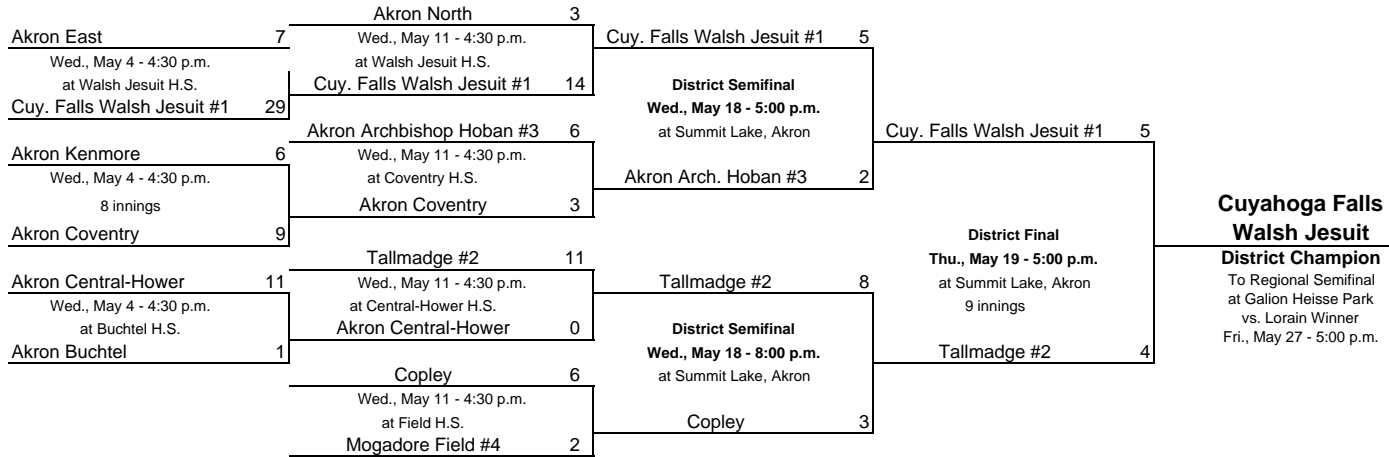 Akron East 7
Wed., May 4 - 4:30 p.m.
at Walsh Jesuit H.S.
Cuy. Falls Walsh Jesuit #1 29
Akron Kenmore 6
Wed., May 4 - 4:30 p.m.
8 innings
Akron Coventry 9
Akron Central-Hower 11
Wed., May 4 - 4:30 p.m.
at Buchtel H.S.
Akron Buchtel 1
Akron North 3
Wed., May 11 - 4:30 p.m.
at Walsh Jesuit H.S.
Cuy. Falls Walsh Jesuit #1 14
Akron Archbishop Hoban #3 6
Wed., May 11 - 4:30 p.m.
at Coventry H.S.
Akron Coventry 3
Tallmadge #2 11
Wed., May 11 - 4:30 p.m.
at Central-Hower H.S.
Akron Central-Hower 0
Copley 6
Wed., May 11 - 4:30 p.m.
at Field H.S.
Mogadore Field #4 2
Cuy. Falls Walsh Jesuit #1 5
District Semifinal
Wed., May 18 - 5:00 p.m.
at Summit Lake, Akron
Akron Arch. Hoban #3 2
Tallmadge #2 8
District Semifinal
Wed., May 18 - 8:00 p.m.
at Summit Lake, Akron
Copley 3
Cuy. Falls Walsh Jesuit #1 5
District Final
Thu., May 19 - 5:00 p.m.
at Summit Lake, Akron
9 innings
Tallmadge #2 4
Cuyahoga Falls
Walsh Jesuit
District Champion
To Regional Semifinal
at Galion Heisse Park
vs. Lorain Winner
Fri., May 27 - 5:00 p.m.